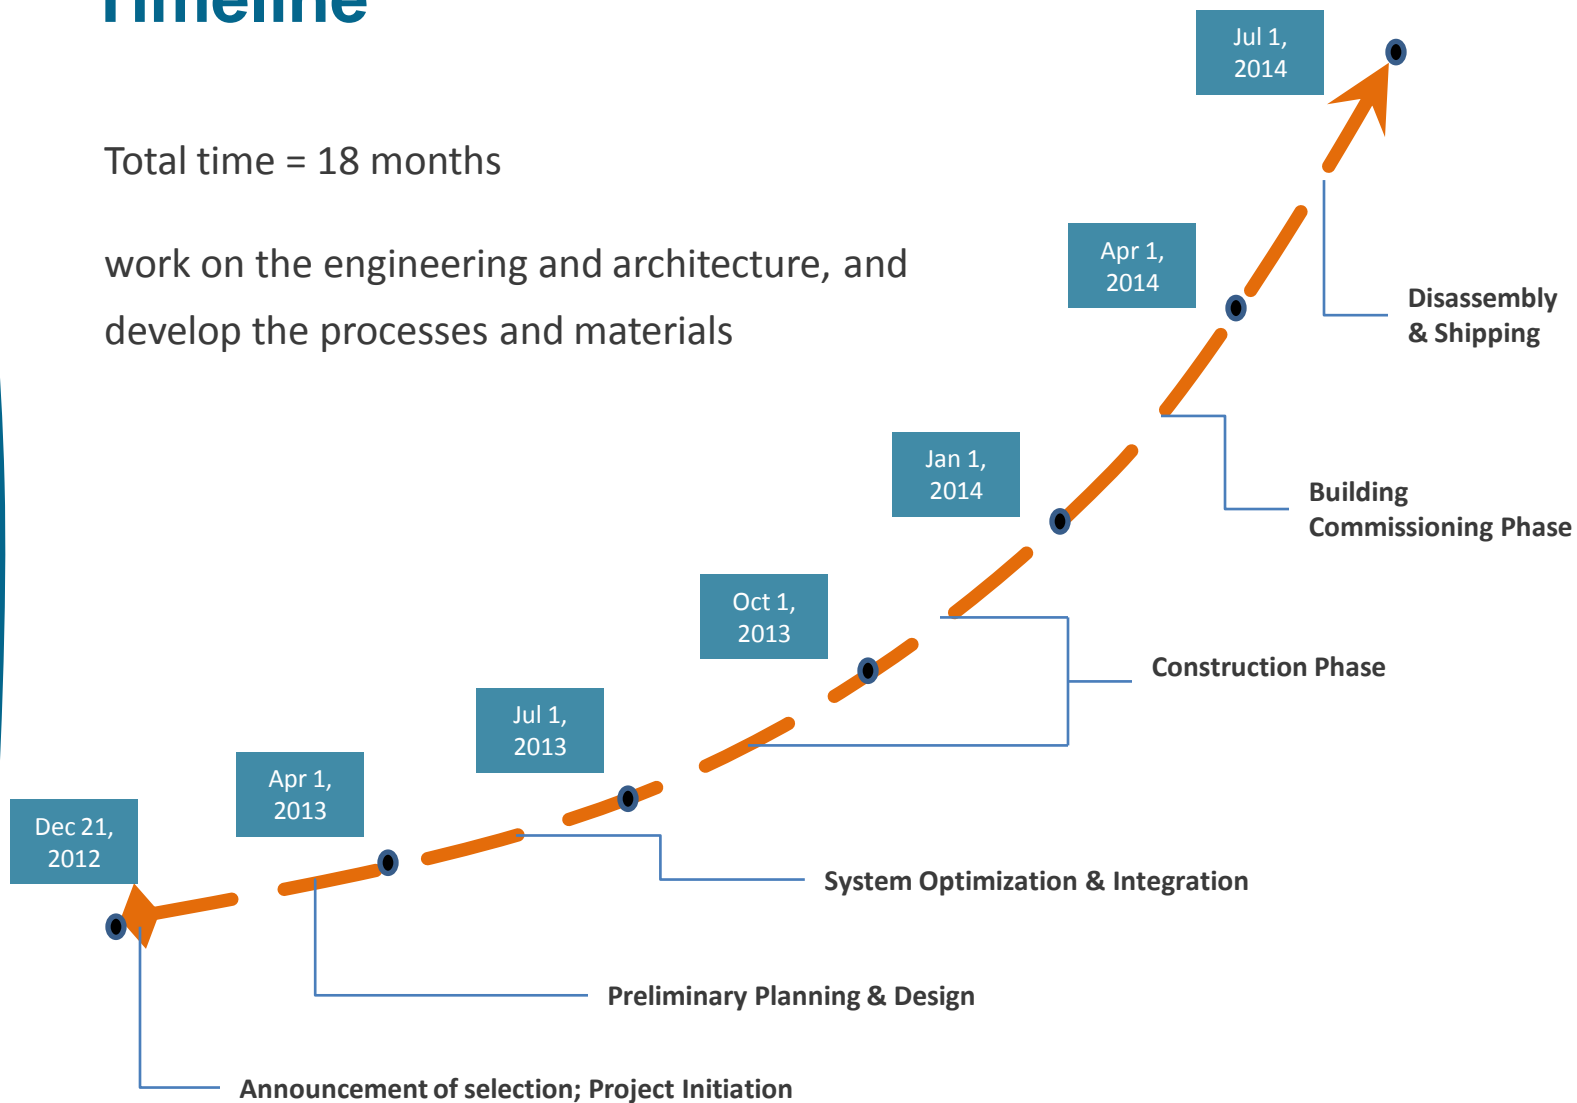 Timeline
Total time = 18 months
work on the engineering and architecture, and
develop the processes and materials
Jul 1,
2014
Apr 1,
2014
Disassembly
& Shipping
Jan 1,
2014
Building
Commissioning Phase
Oct 1,
2013
Construction Phase
Jul 1,
2013
Apr 1,
2013
Dec 21,
2012
System Optimization & Integration
Preliminary Planning & Design
Announcement of selection; Project Initiation